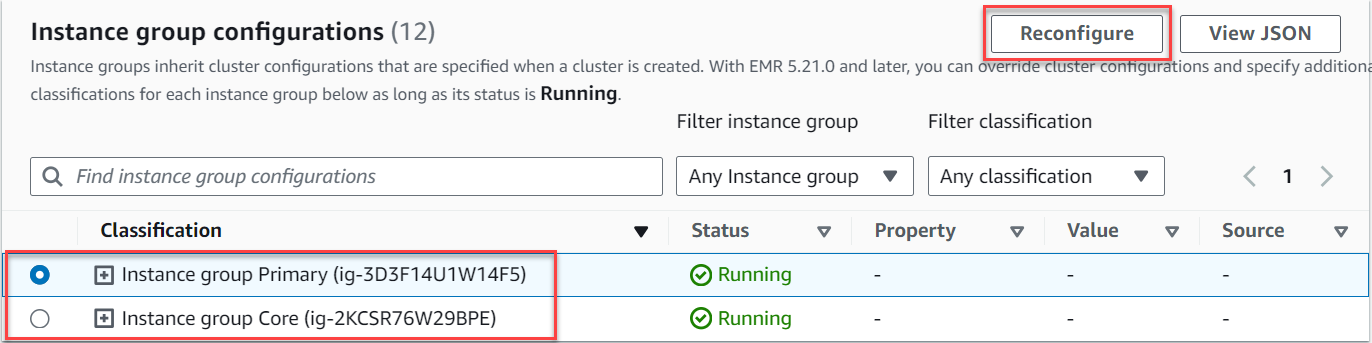 Instance group configurations (12)
Reconfigure
View JSON
Instance groups inherit cluster configurations that are specified when a cluster is created. With EMR 5.21.0 and later, you can override cluster configurations and specify additiona
classifications for each instance group below as long as its status is Running.
Filter instance group
Filter classification
Find instance group configurations
Any Instance group
Any classification
1
Classification Status Property Value Source
Instance group Primary (ig-3D3F14U1W14F5) Running - - -
Instance group Core (ig-2KCSR76W29BPE) Running - - -